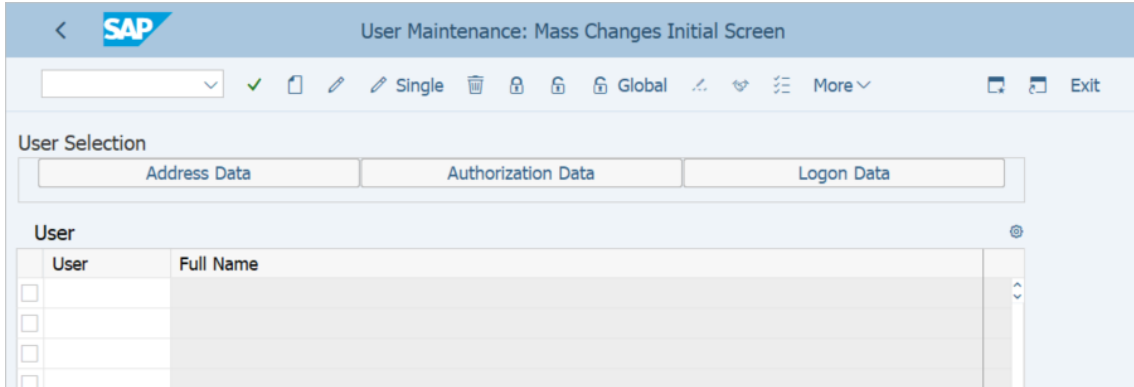 SAP User Maintenance: Mass Changes Initial Screen
Single Global More Exit
User Selection
Address Data Authorization Data Logon Data
User
User Full Name